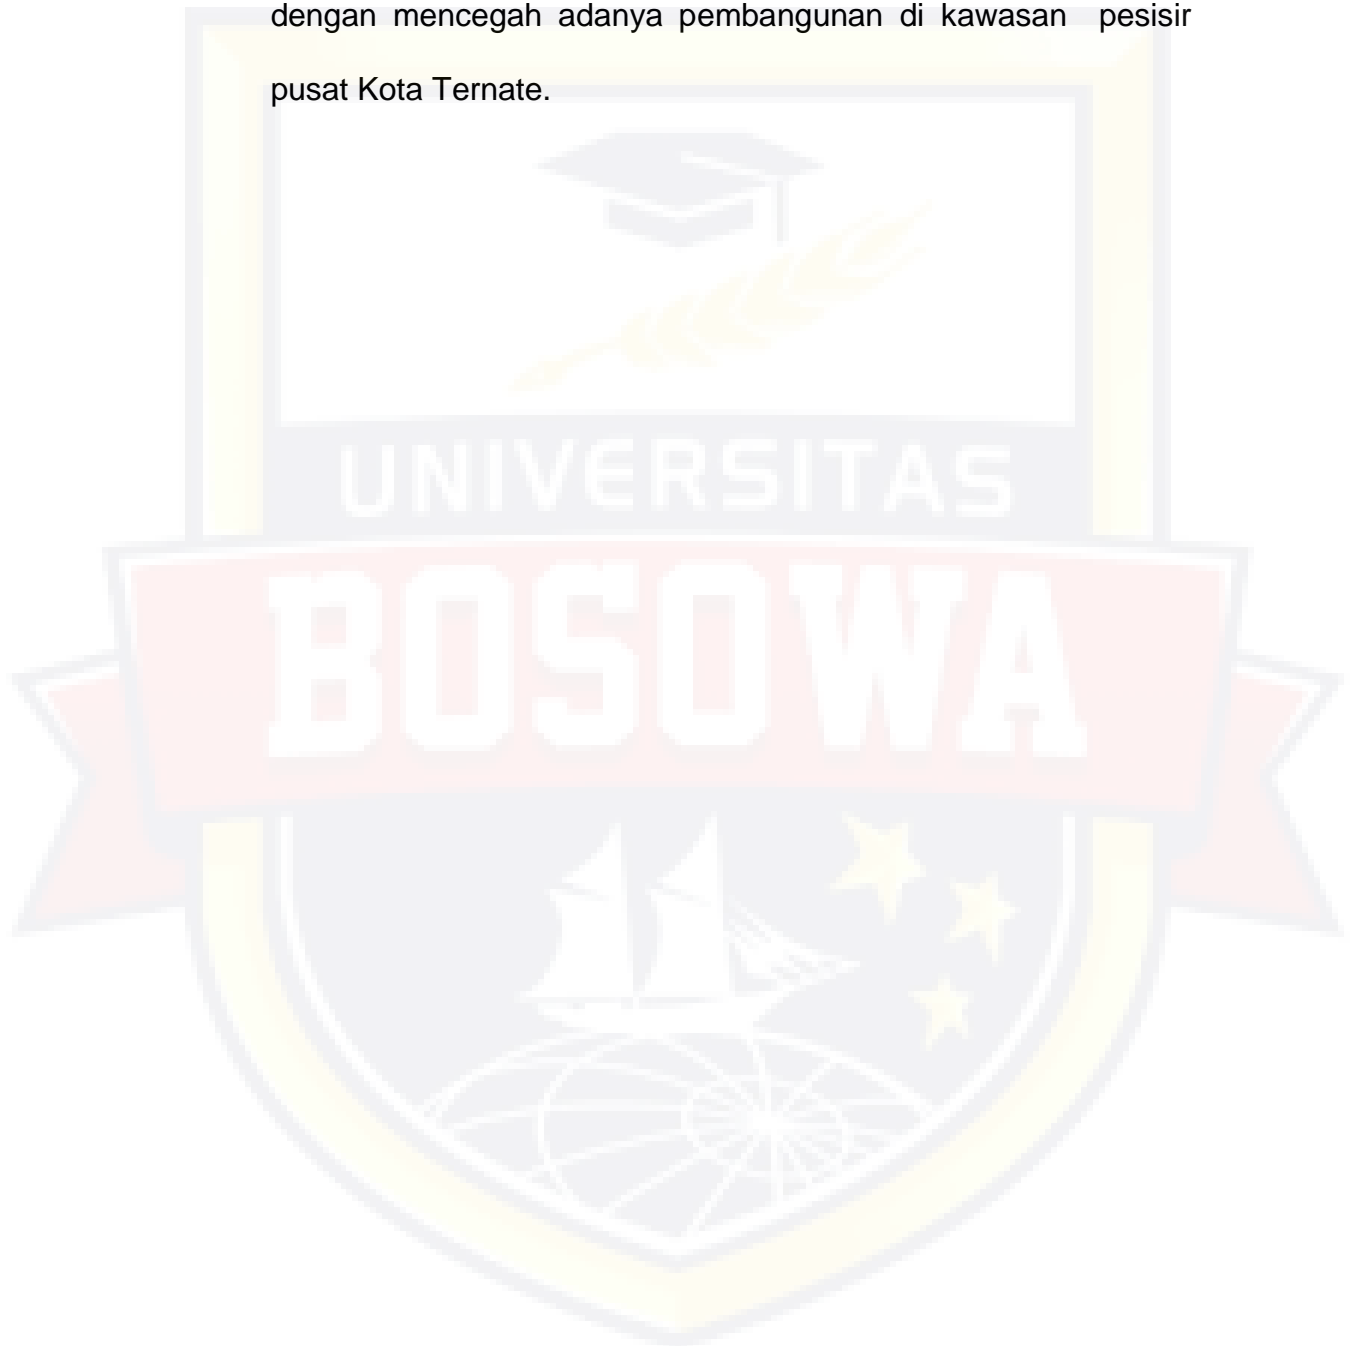 dengan mencegah adanya pembangunan di kawasan pesisir
pusat Kota Ternate.
UNIVERSITAS
BOSOWA